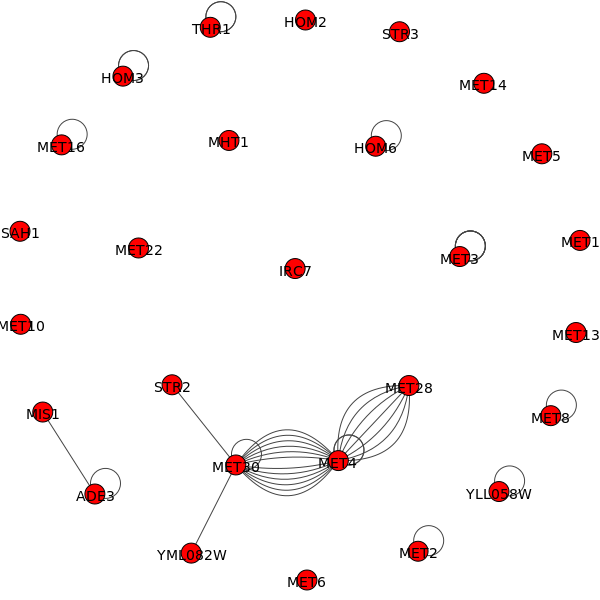 THR1
HOM2
STR3
HOM3
MET14
MET16
MHT1
HOM6
MET5
SAH1
MET22
MET1
MET3
IRC7
MET10
MET13
STR2
MET28
MIS1
MET8
MET30
MET4
ADE3
YLL058W
YML082W
MET2
MET6